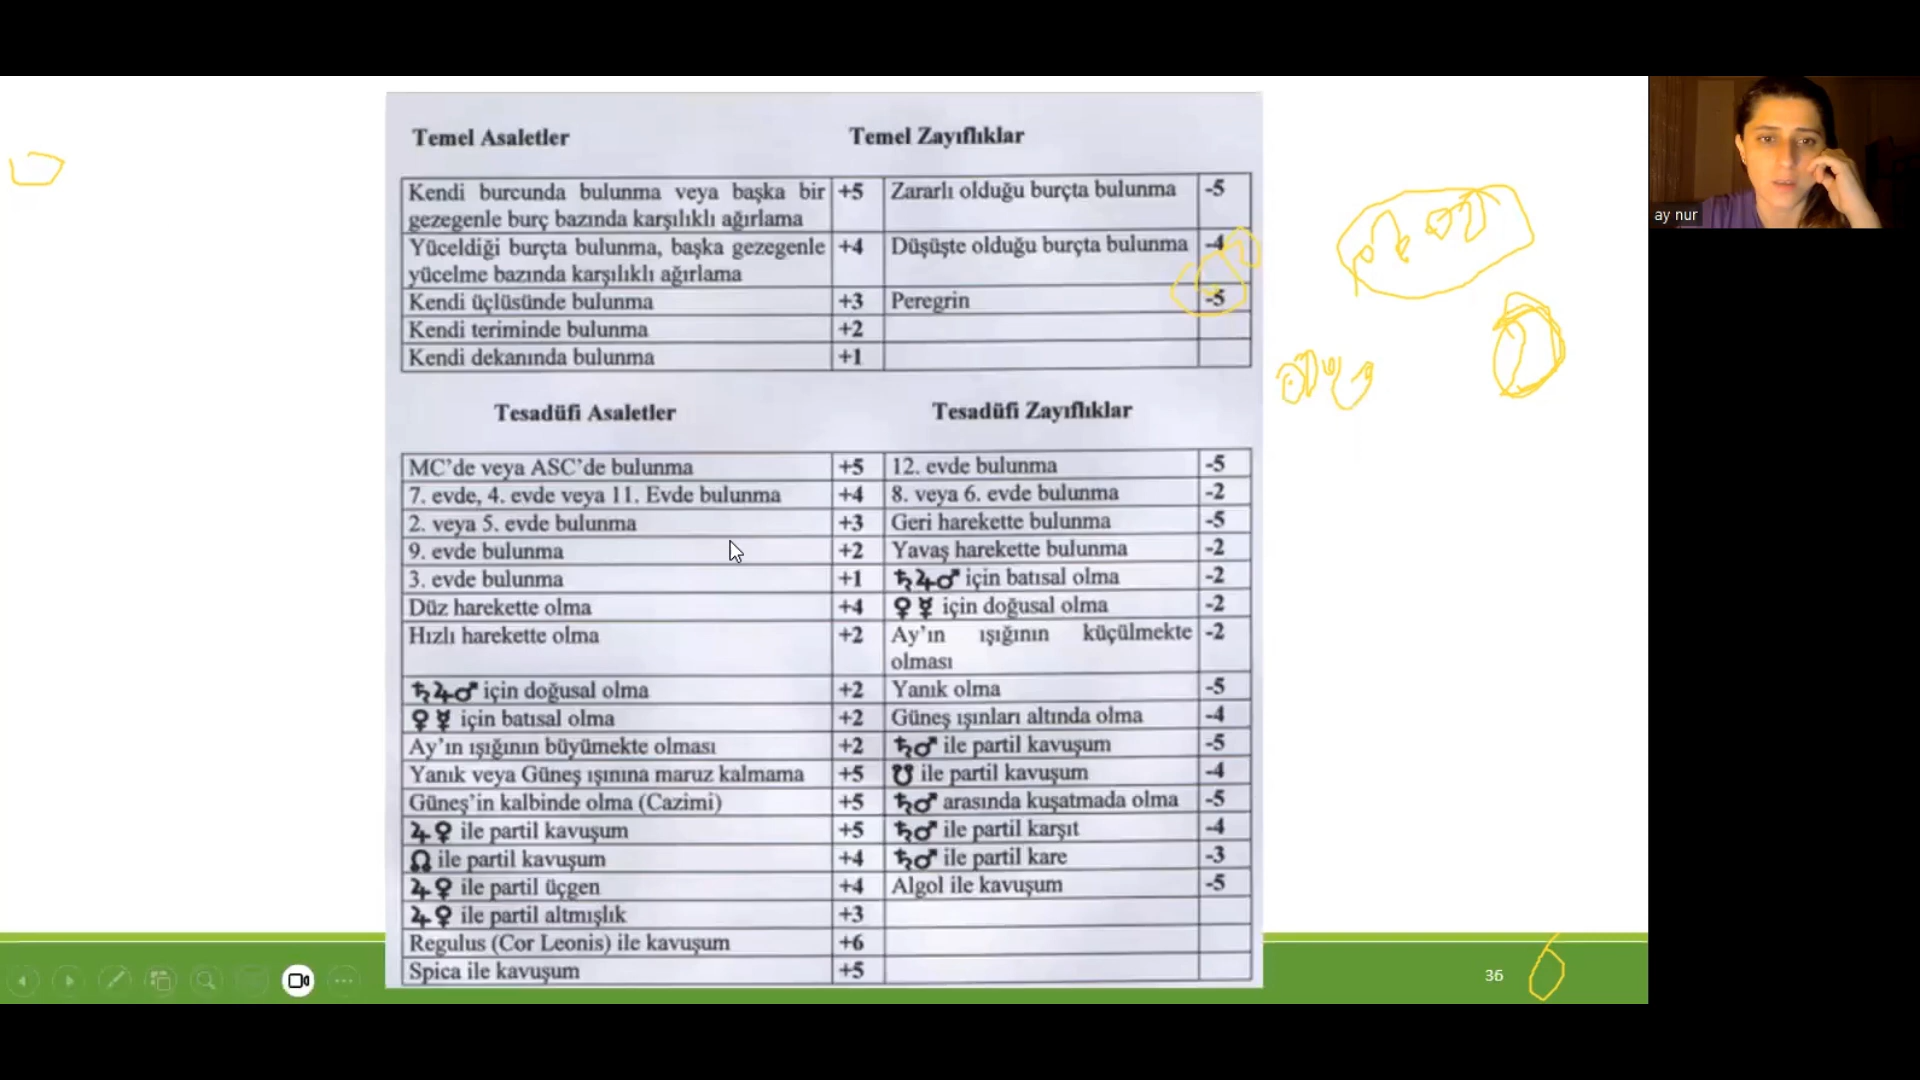 Temel Asaletler
Temel Zayıflıklar
Kendi burcunda bulunma veya başka bir gezegenle burç bazında karşılıklı ağırlama +5 Zararlı olduğu burçta bulunma -5
Yüceldiği burçta bulunma, başka gezegenle yücelme bazında karşılıklı ağırlama +4 Düşüşte olduğu burçta bulunma -4
Kendi üçlüsünde bulunma +3 Peregrin -5
Kendi teriminde bulunma +2
Kendi dekanında bulunma +1
Tesadüfi Asaletler
Tesadüfi Zayıflıklar
MC’de veya ASC’de bulunma +5 12. evde bulunma -5
7. evde, 4. evde veya 11. Evde bulunma +4 8. veya 6. evde bulunma -2
2. veya 5. evde bulunma +3 Geri harekette bulunma -5
9. evde bulunma +2 Yavaş harekette bulunma -2
3. evde bulunma +1 ♄♃♂ için batısal olma -2
Düz harekette olma +4 ♀☿ için doğusal olma -2
Hızlı harekette olma +2 Ay’ın ışığının küçülmekte olması -2
♄♃♂ için doğusal olma +2 Yanık olma -5
♀☿ için batısal olma +2 Güneş ışınları altında olma -4
Ay’ın ışığının büyümekte olması +2 ♄♂ ile partil kavuşum -5
Yanık veya Güneş ışınına maruz kalmama +5 ☋ ile partil kavuşum -4
Güneş’in kalbinde olma (Cazimi) +5 ♄♂ arasında kuşatmada olma -5
♃♀ ile partil kavuşum +5 ♄♂ ile partil karşıt -4
☊ ile partil kavuşum +4 ♄♂ ile partil kare -3
♃♀ ile partil üçgen +4 Algol ile kavuşum -5
♃♀ ile partil altmışlık +3
Regulus (Cor Leonis) ile kavuşum +6
Spica ile kavuşum +5
36
ay nur